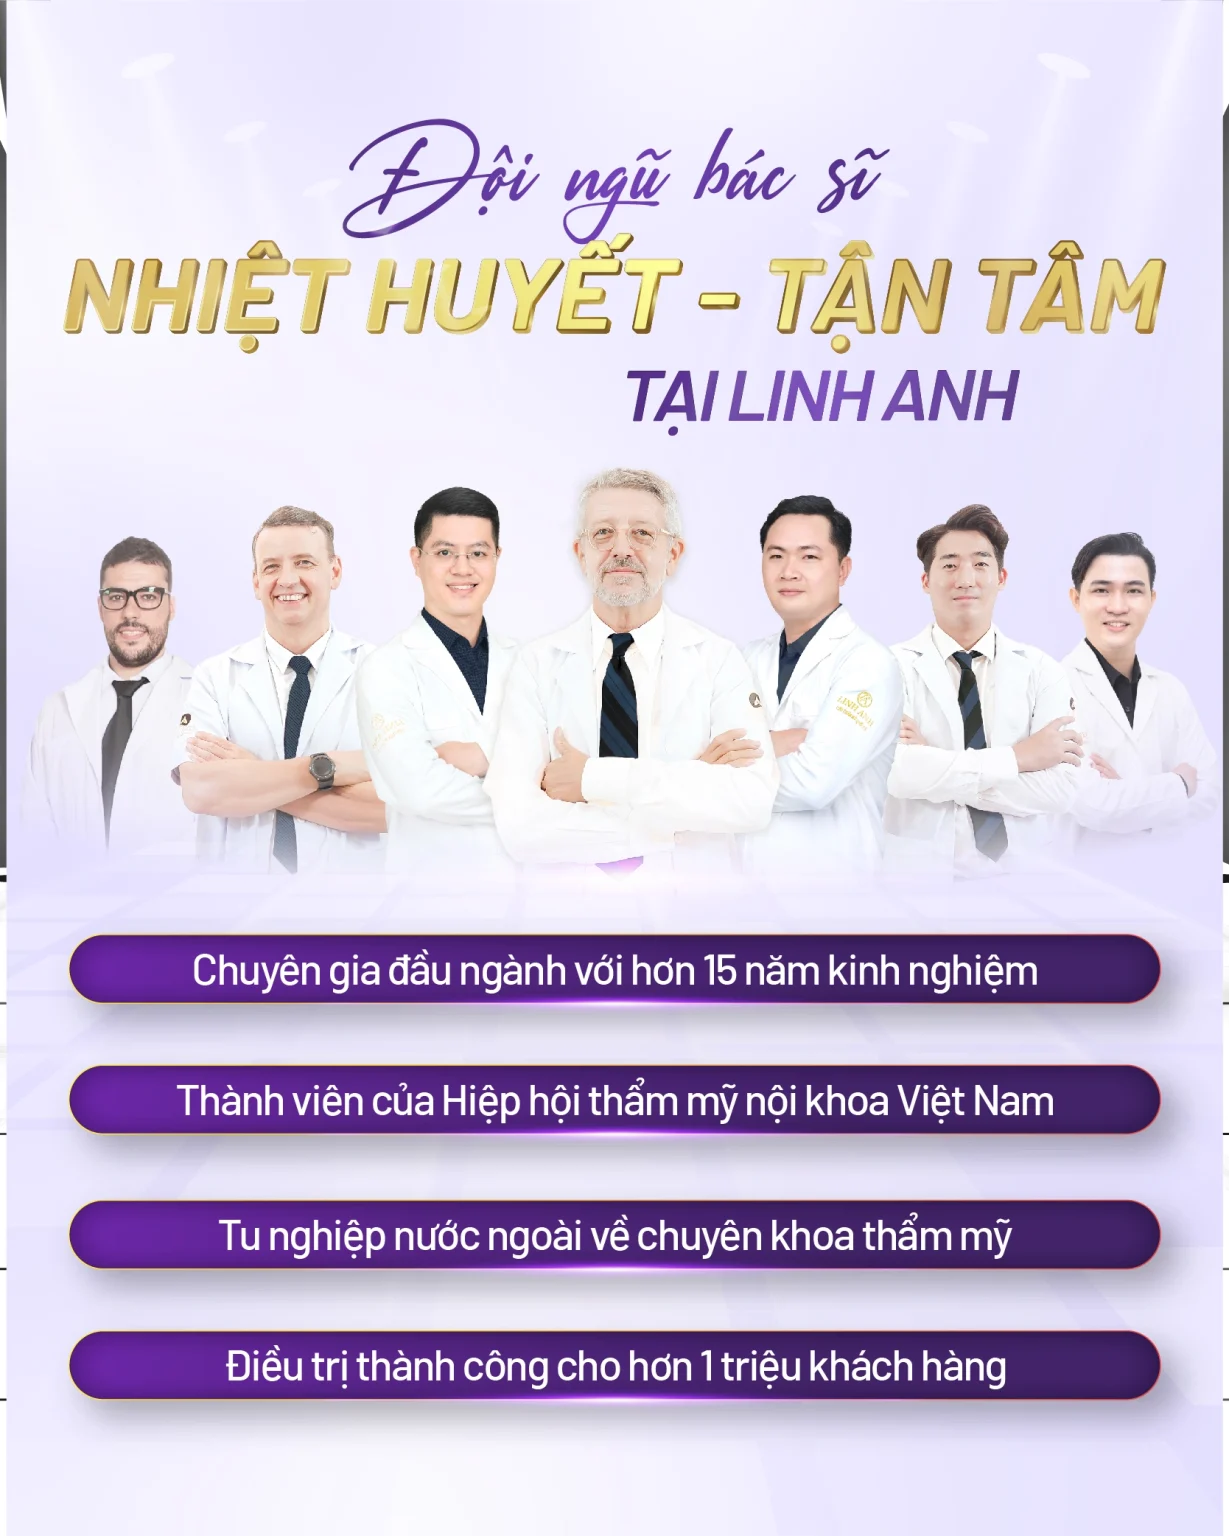 Đội ngũ bác sĩ
NHIỆT HUYẾT - TẬN TÂM
TẠI LINH ANH
LINH ANH
Chuyên gia đầu ngành với hơn 15 năm kinh nghiệm
Thành viên của Hiệp hội thẩm mỹ nội khoa Việt Nam
Tu nghiệp nước ngoài về chuyên khoa thẩm mỹ
Điều trị thành công cho hơn 1 triệu khách hàng